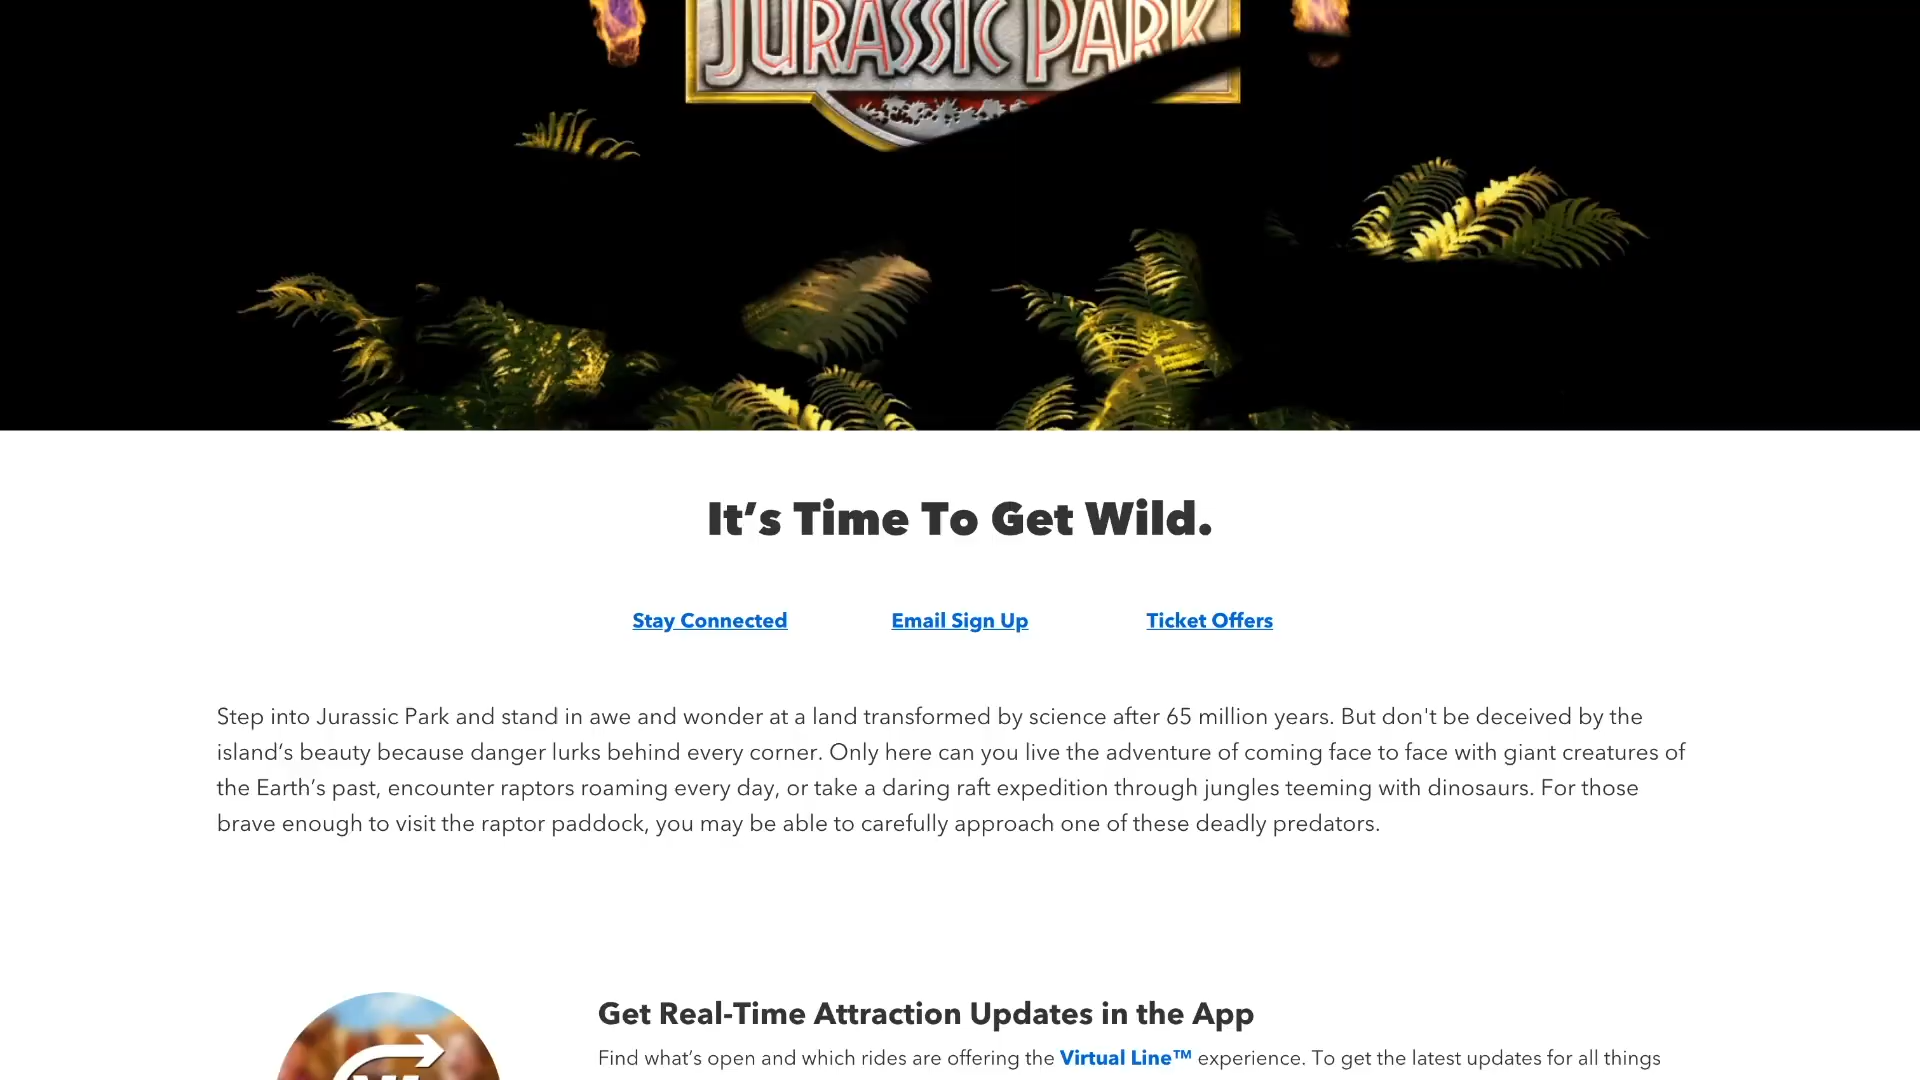 JURASSIC PARK
It’s Time To Get Wild.
Stay Connected
Email Sign Up
Ticket Offers
Step into Jurassic Park and stand in awe and wonder at a land transformed by science after 65 million years. But don't be deceived by the
island’s beauty because danger lurks behind every corner. Only here can you live the adventure of coming face to face with giant creatures of
the Earth’s past, encounter raptors roaming every day, or take a daring raft expedition through jungles teeming with dinosaurs. For those
brave enough to visit the raptor paddock, you may be able to carefully approach one of these deadly predators.
Get Real-Time Attraction Updates in the App
Find what’s open and which rides are offering the Virtual Line™ experience. To get the latest updates for all things